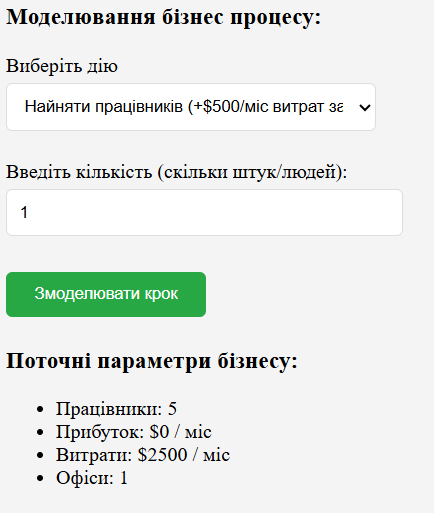 Моделювання бізнес процесу:
Виберіть дію
Найняти працівників (+$500/міс витрат за
Введіть кількість (скільки штук/людей):
1
Змоделювати крок
Поточні параметри бізнесу:
• Працівники: 5
• Прибуток: $0 / міс
• Витрати: $2500 / міс
• Офіси: 1